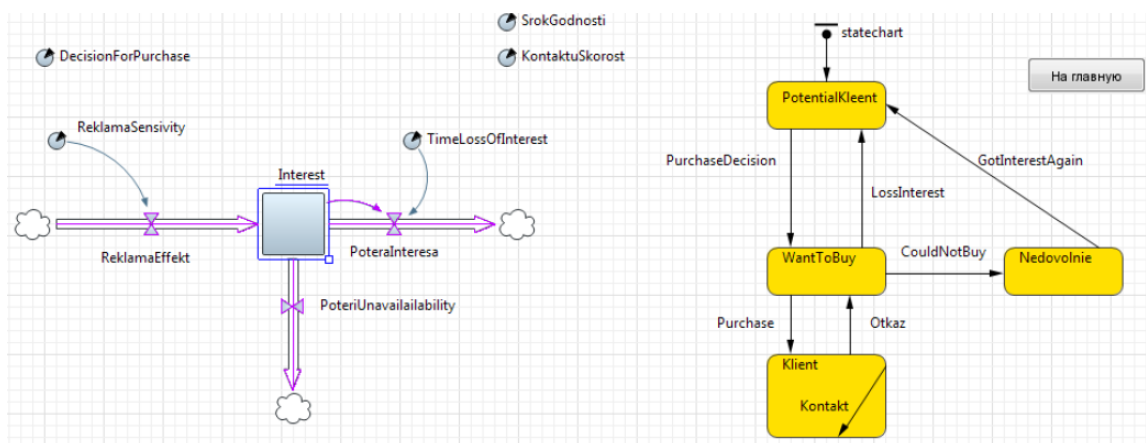 SrokGodnosti
statechart
DecisionForPurchase
KontaktuSkorost
На главную
PotentialKleent
ReklamaSensivity
TimeLossOfInterest
PurchaseDecision
GotInterestAgain
Interest
LossInterest
ReklamaEffekt
PoteraInteresa
WantToBuy
CouldNotBuy
Nedovolnie
PoteriUnavailailability
Purchase
Otkaz
Klient
Kontakt